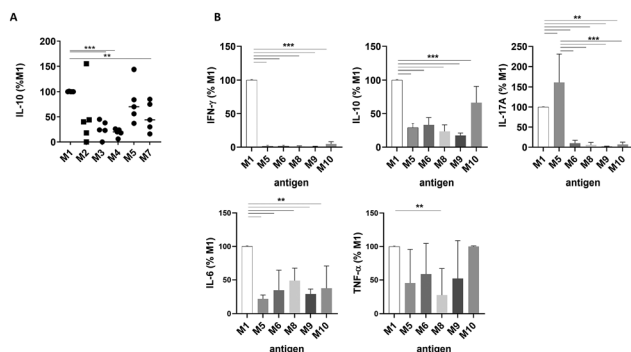 A
IL-10 (%M1)
200
150
100
50
0
***
**
M1 M2 M3 M4 M5 M7
B
IFN-γ (% M1)
150
100
50
0
***
M1 M5 M6 M8 M9 M10
antigen
IL-10 (% M1)
150
100
50
0
***
M1 M5 M6 M8 M9 M10
antigen
IL-17A (% M1)
250
200
150
100
50
0
**
***
M1 M5 M6 M8 M9 M10
antigen
IL-6 (% M1)
150
100
50
0
**
M1 M5 M6 M8 M9 M10
antigen
TNF-α (% M1)
150
100
50
0
**
M1 M5 M6 M8 M9 M10
antigen